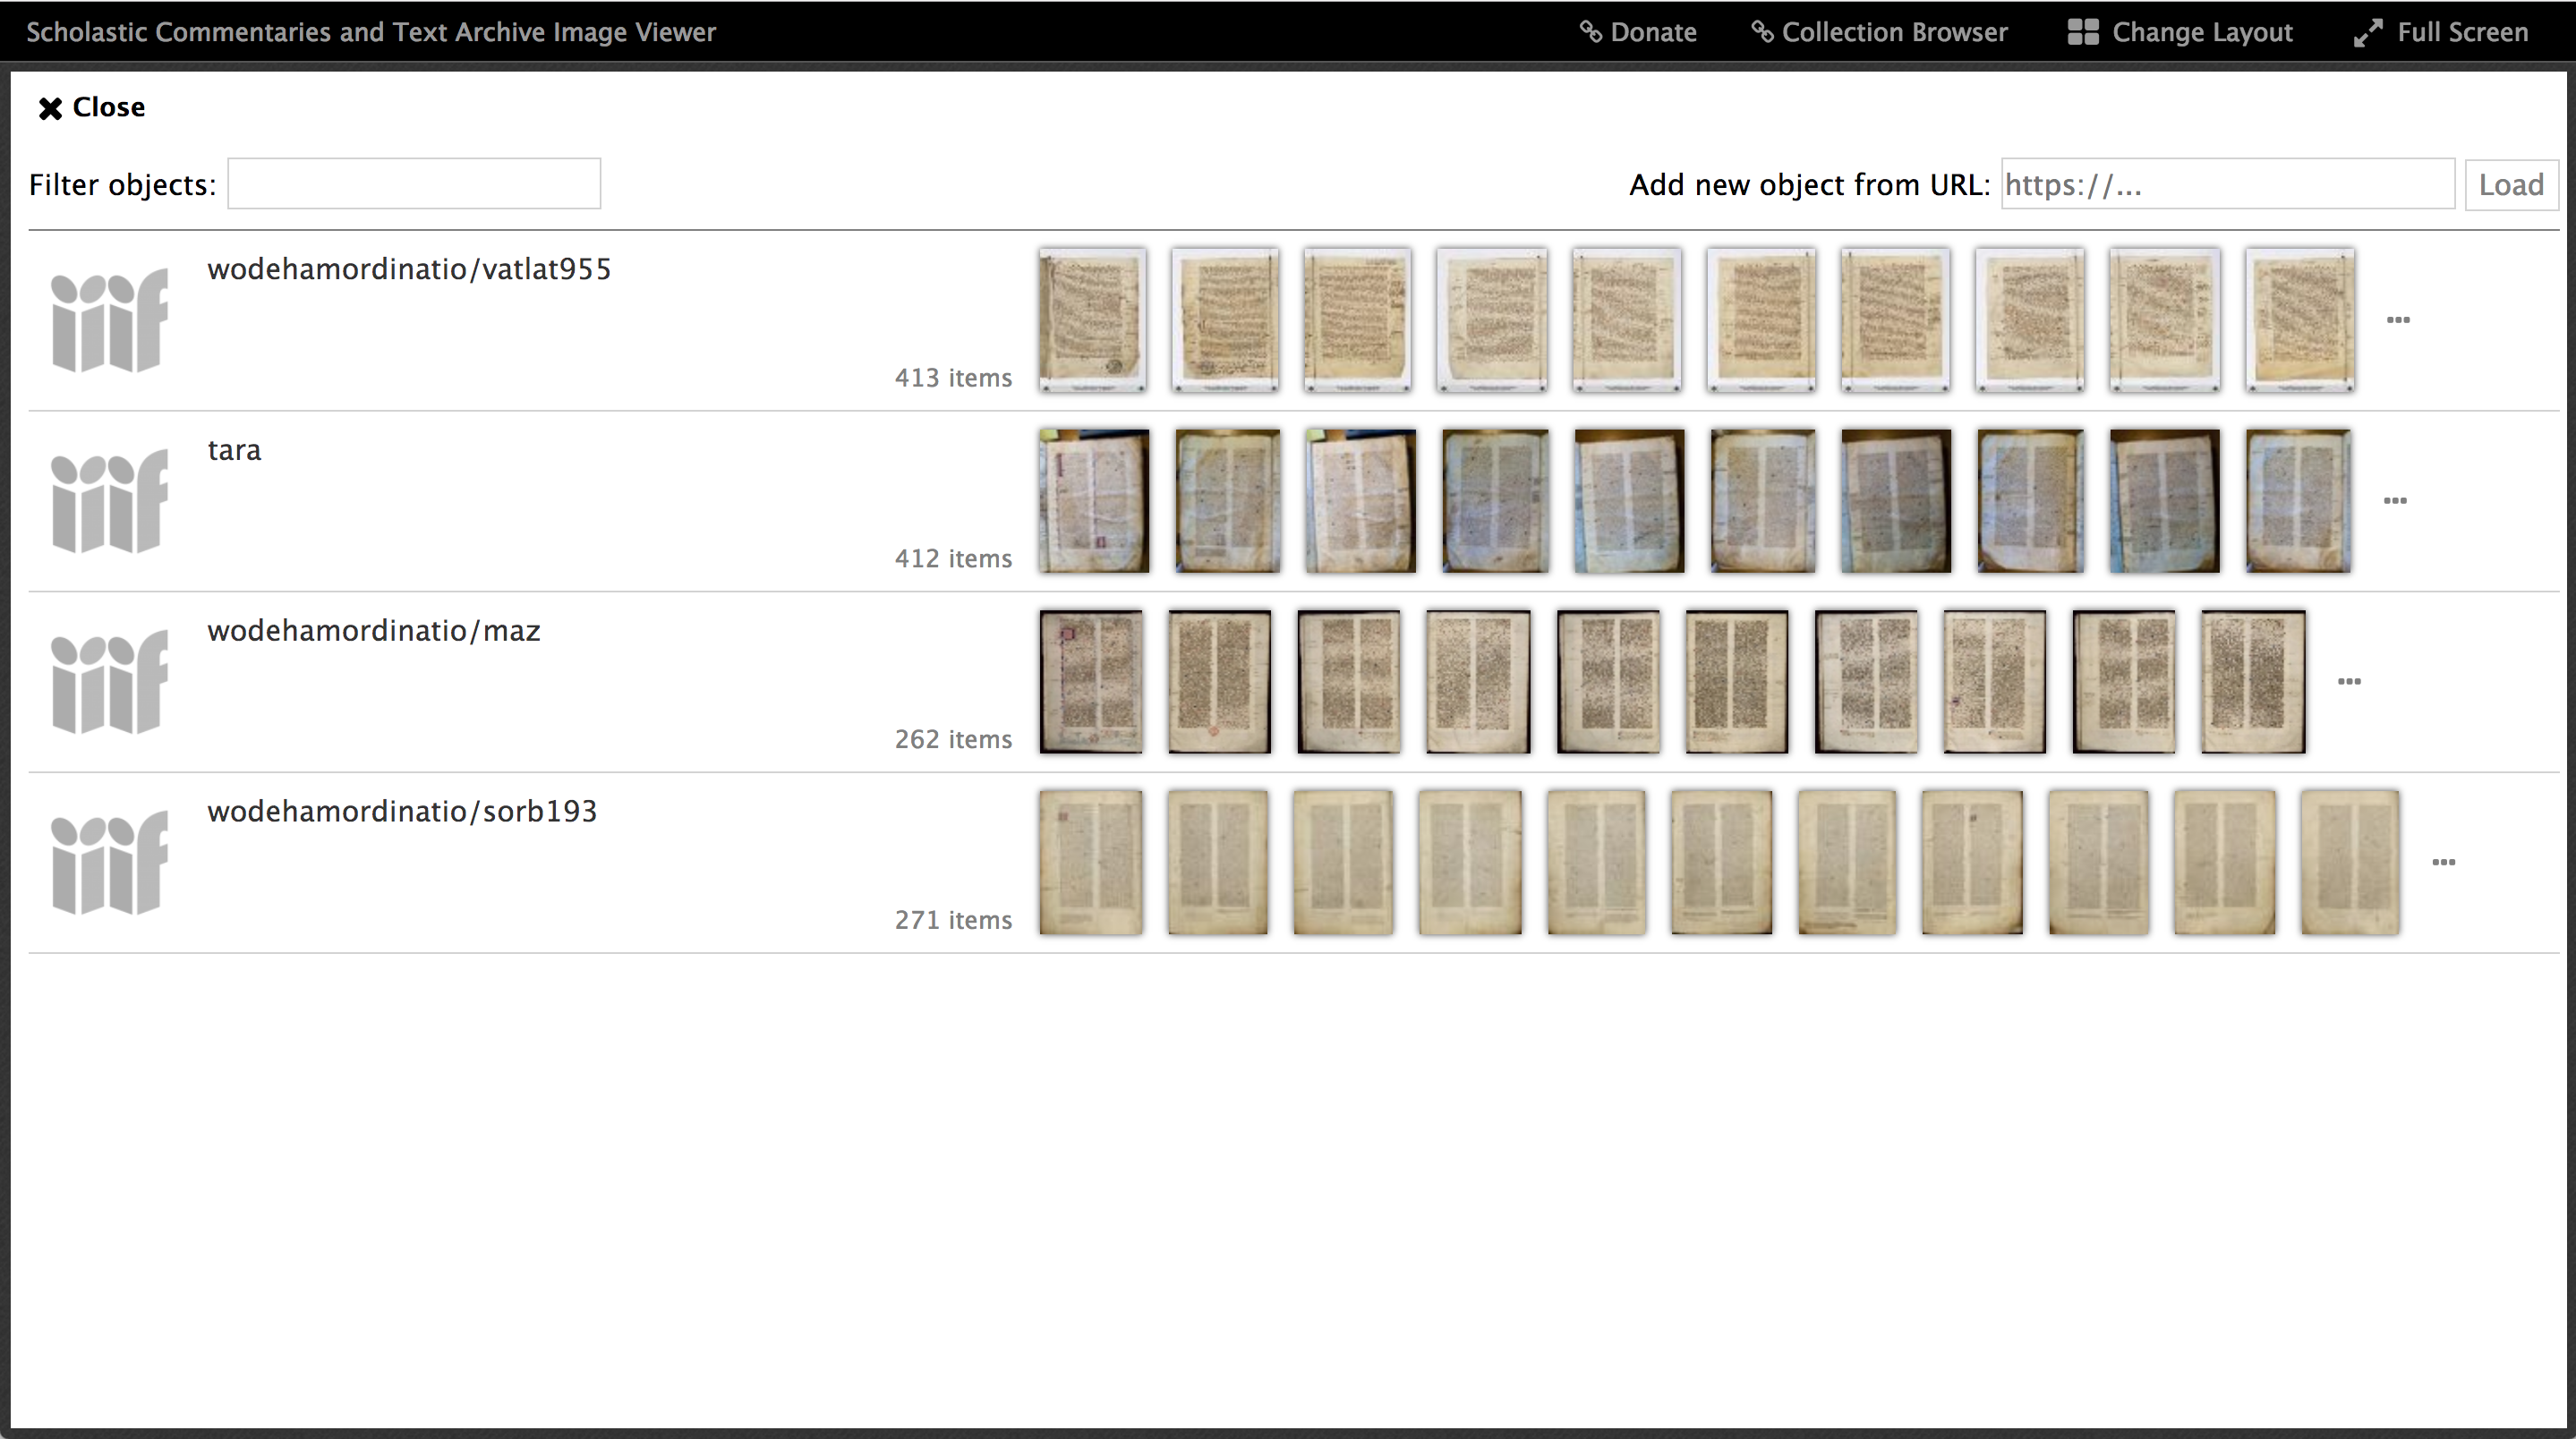 Scholastic Commentaries and Text Archive Image Viewer Donate Collection Browser Change Layout Full Screen
Close
Filter objects: Add new object from URL: https://... Load
iiif wodehamordinatio/vatlat955
413 items ...
iiif tara
412 items ...
iiif wodehamordinatio/maz
262 items ...
iiif wodehamordinatio/sorb193
271 items ...